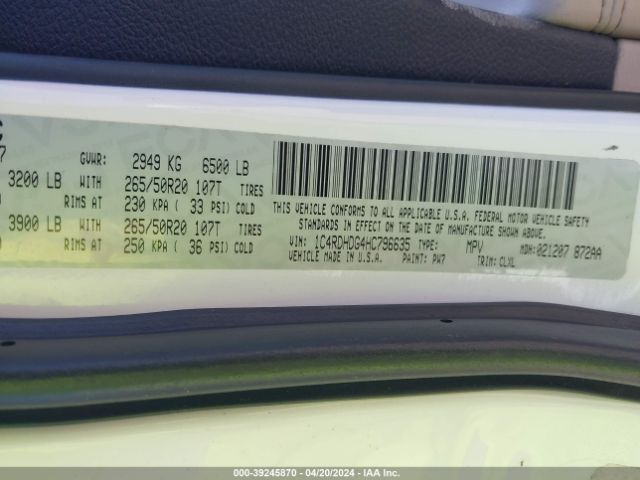 C
7
GVWR: 2949 KG 6500 LB
3200 LB WITH 265/50R20 107T TIRES
RIMS AT 230 KPA ( 33 PSI) COLD
3900 LB WITH 265/50R20 107T TIRES
RIMS AT 250 KPA ( 36 PSI) COLD
THIS VEHICLE CONFORMS TO ALL APPLICABLE U.S.A. FEDERAL MOTOR VEHICLE SAFETY
STANDARDS IN EFFECT ON THE DATE OF MANUFACTURE SHOWN ABOVE.
VIN: 1C4RDHDG4HC796635 TYPE: MPV MDH: 021207 872AA
VEHICLE MADE IN U.S.A. PAINT: PW7 TRIM: CLXL
000-39245870 - 04/20/2024 - IAA Inc.